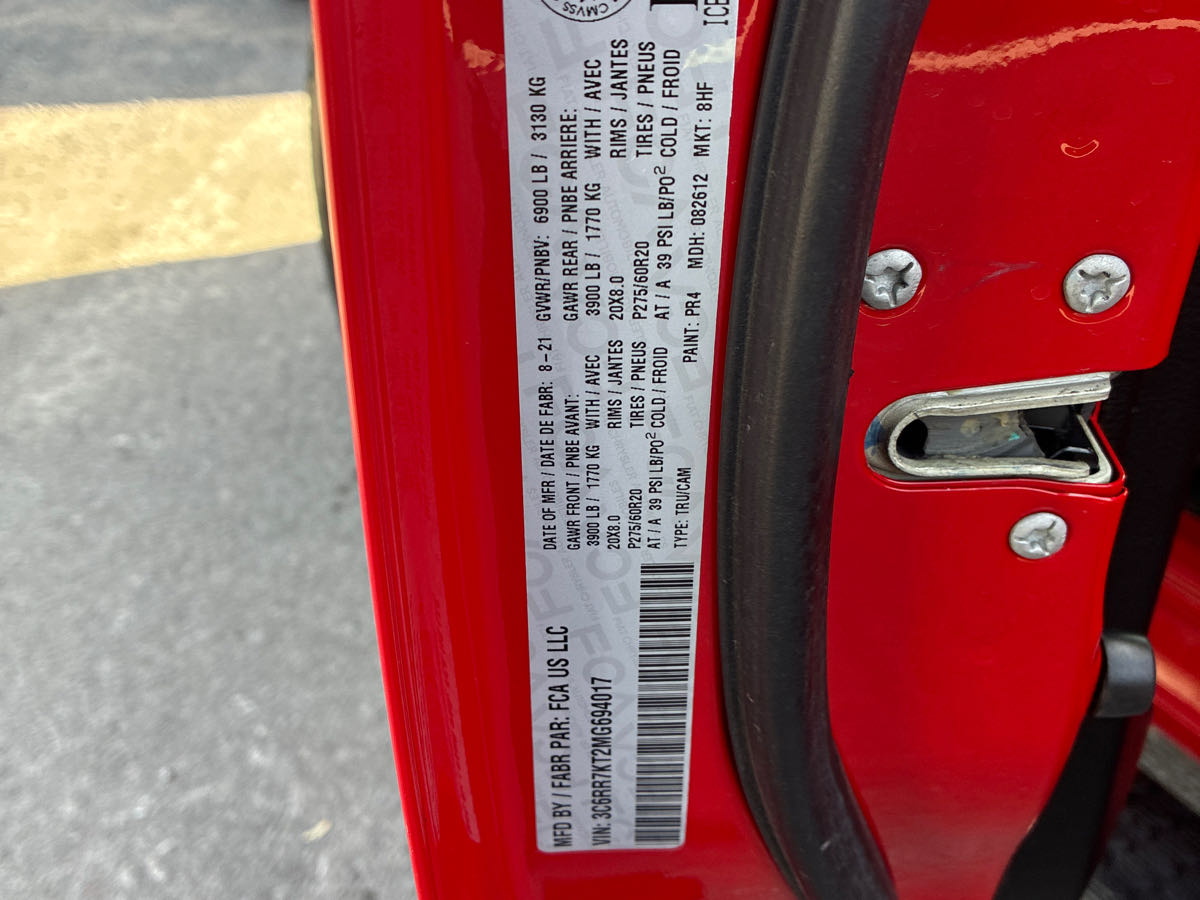 CMVSS
ICE
MFD BY / FABR PAR: FCA US LLC
DATE OF MFR / DATE DE FABR: 8-21 GVWR/PNBV: 6900 LB / 3130 KG
GAWR FRONT / PNBE AVANT: GAWR REAR / PNBE ARRIERE:
3900 LB / 1770 KG WITH / AVEC 3900 LB / 1770 KG WITH / AVEC
20X8.0 RIMS / JANTES 20X8.0 RIMS / JANTES
P275/60R20 TIRES / PNEUS P275/60R20 TIRES / PNEUS
AT / A 39 PSI LB/PO² COLD / FROID AT / A 39 PSI LB/PO² COLD / FROID
VIN: 3C6RR7KT2MG694017
TYPE: TRU/CAM PAINT: PR4 MDH: 082612 MKT: 8HF